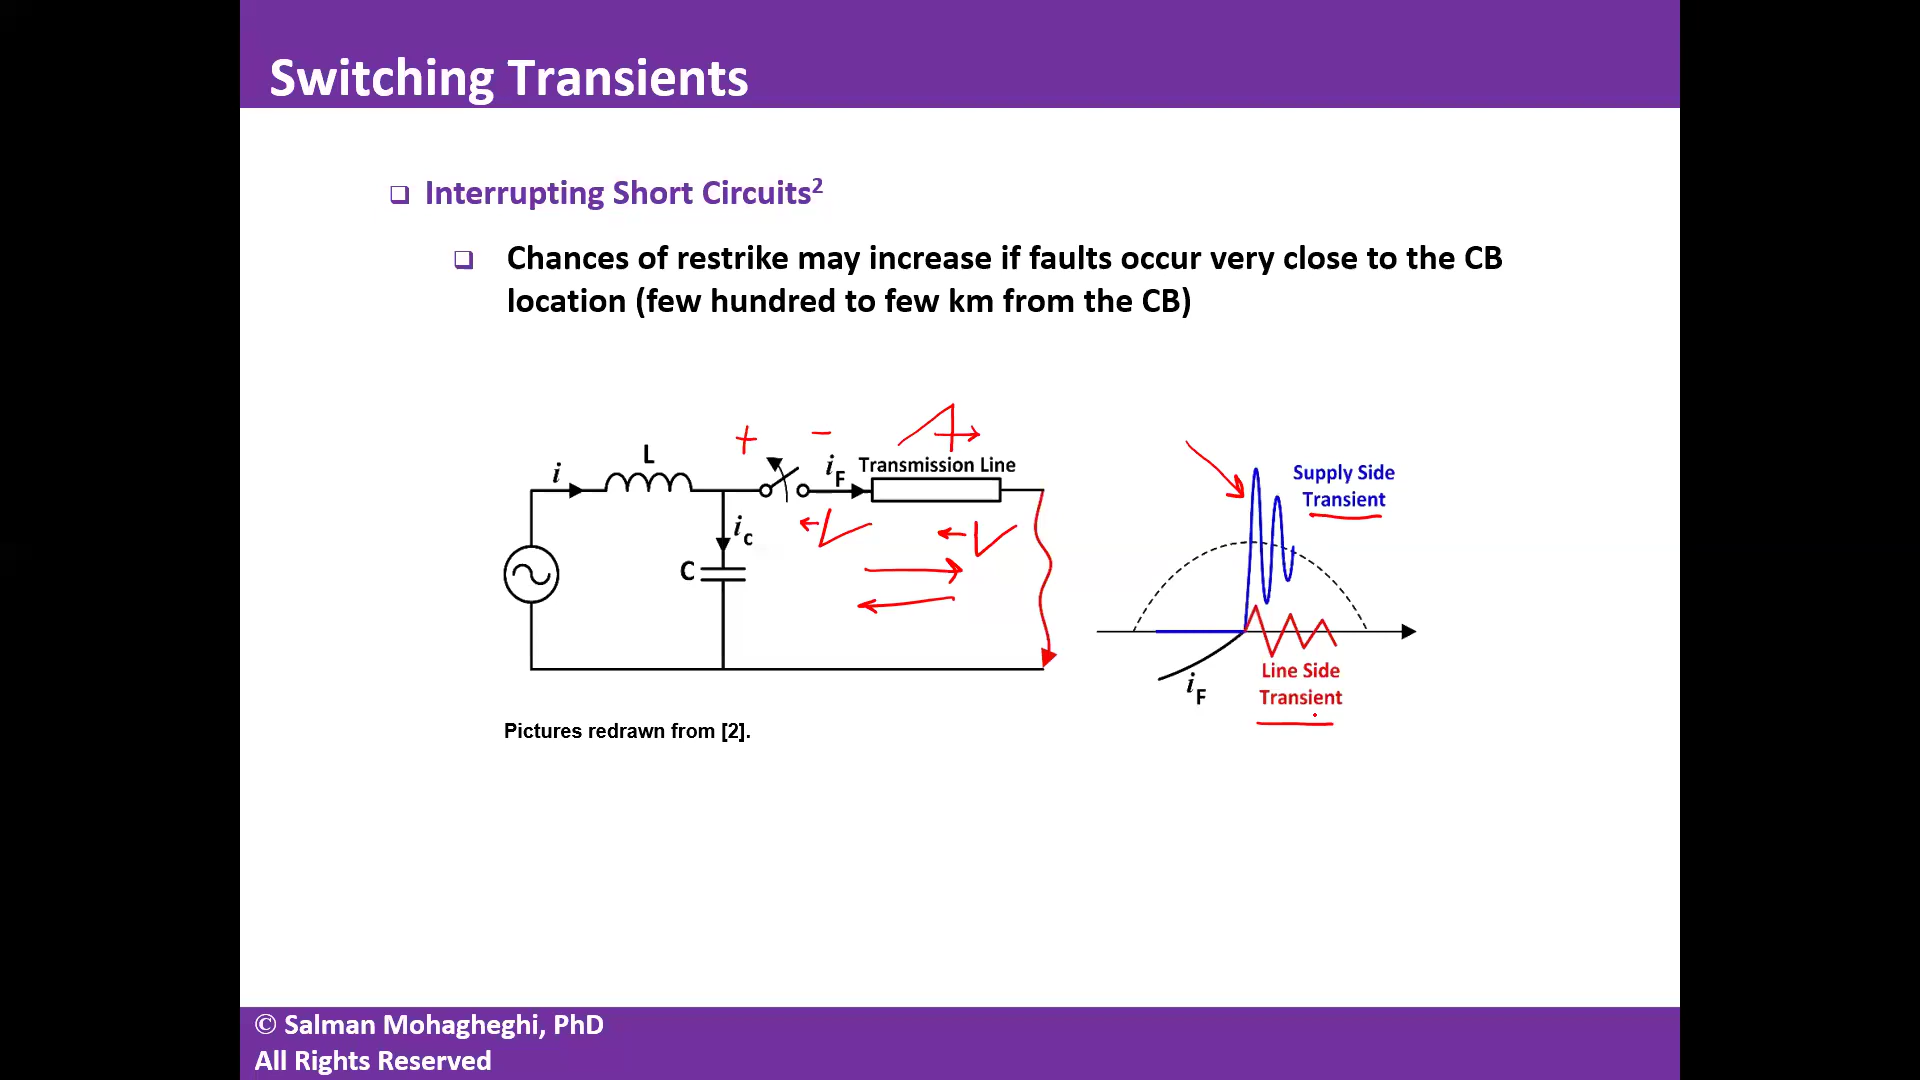 Switching Transients
Interrupting Short Circuits²
Chances of restrike may increase if faults occur very close to the CB
location (few hundred to few km from the CB)
+ −
L
i
i_F
Transmission Line
i_c
C
Supply Side
Transient
i_F
Line Side
Transient
Pictures redrawn from [2].
© Salman Mohagheghi, PhD
All Rights Reserved